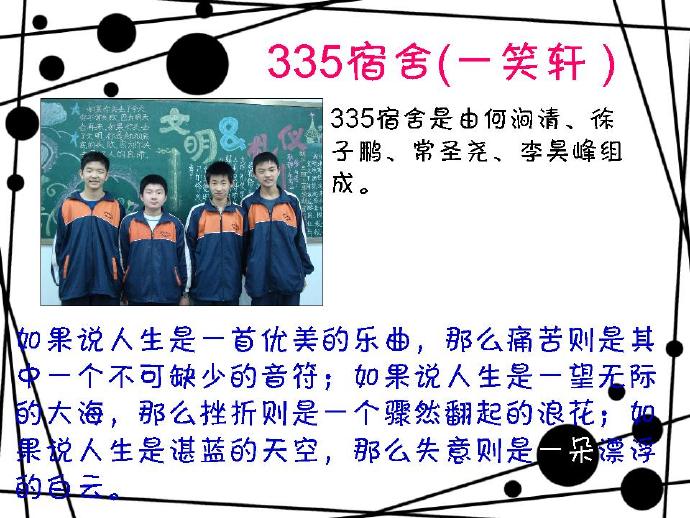 335宿舍(一笑轩)
335宿舍是由何涧清、徐
子鹏、常圣尧、李昊峰组
成。
文明&礼仪
如果说人生是一首优美的乐曲，那么痛苦则是其
中一个不可缺少的音符；如果说人生是一望无际
的大海，那么挫折则是一个骤然翻起的浪花；如
果说人生是湛蓝的天空，那么失意则是一朵漂浮
的白云。